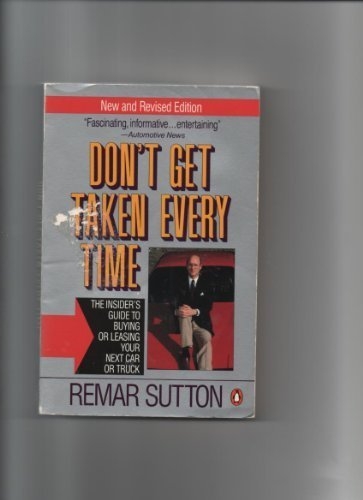 New and Revised Edition
"Fascinating, informative...entertaining"
—Automotive News
DON'T GET
TAKEN EVERY
TIME
THE INSIDER'S
GUIDE TO
BUYING
OR LEASING
YOUR
NEXT CAR
OR TRUCK
REMAR SUTTON